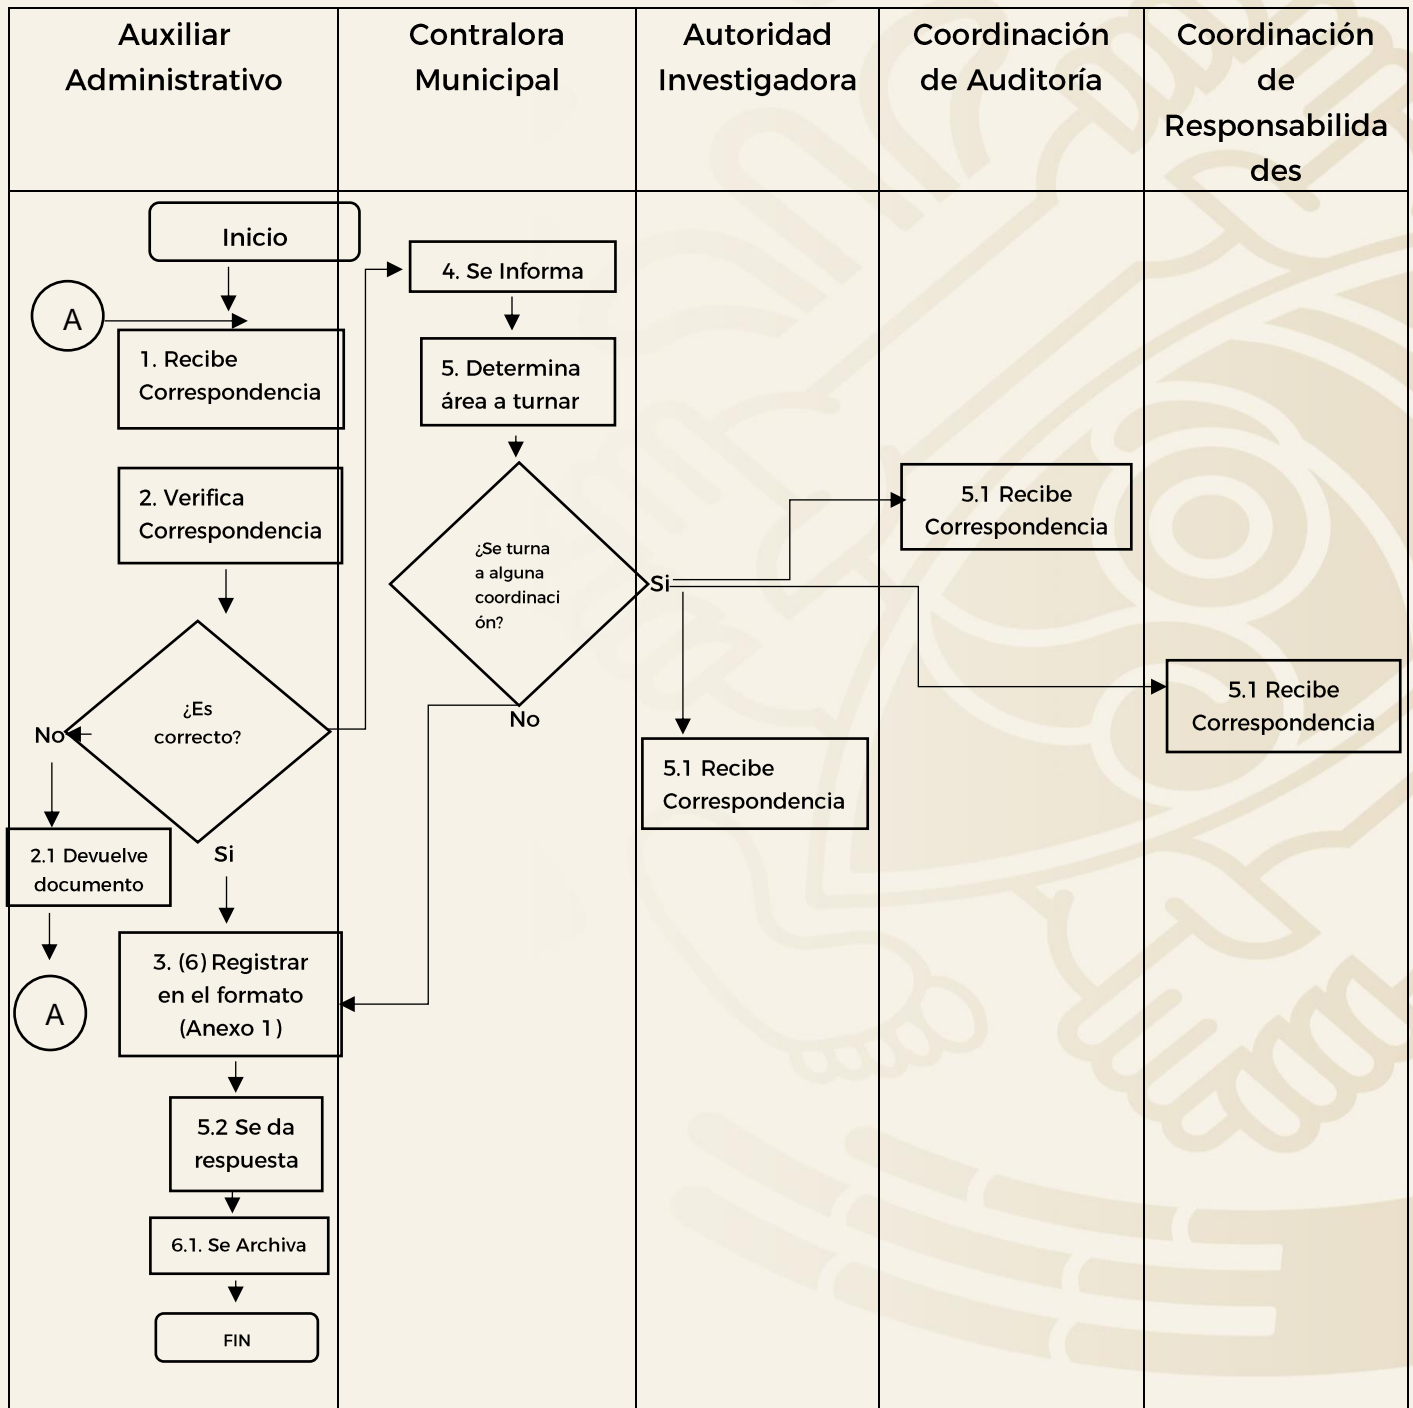 Auxiliar
Administrativo
Contralora
Municipal
Autoridad
Investigadora
Coordinación
de Auditoría
Coordinación
de
Responsabilida
des
Inicio
A
1. Recibe
Correspondencia
2. Verifica
Correspondencia
¿Es
correcto?
No
2.1 Devuelve
documento
A
Si
3. (6) Registrar
en el formato
(Anexo 1)
5.2 Se da
respuesta
6.1. Se Archiva
FIN
4. Se Informa
5. Determina
área a turnar
¿Se turna
a alguna
coordinaci
ón?
Si
No
5.1 Recibe
Correspondencia
5.1 Recibe
Correspondencia
5.1 Recibe
Correspondencia